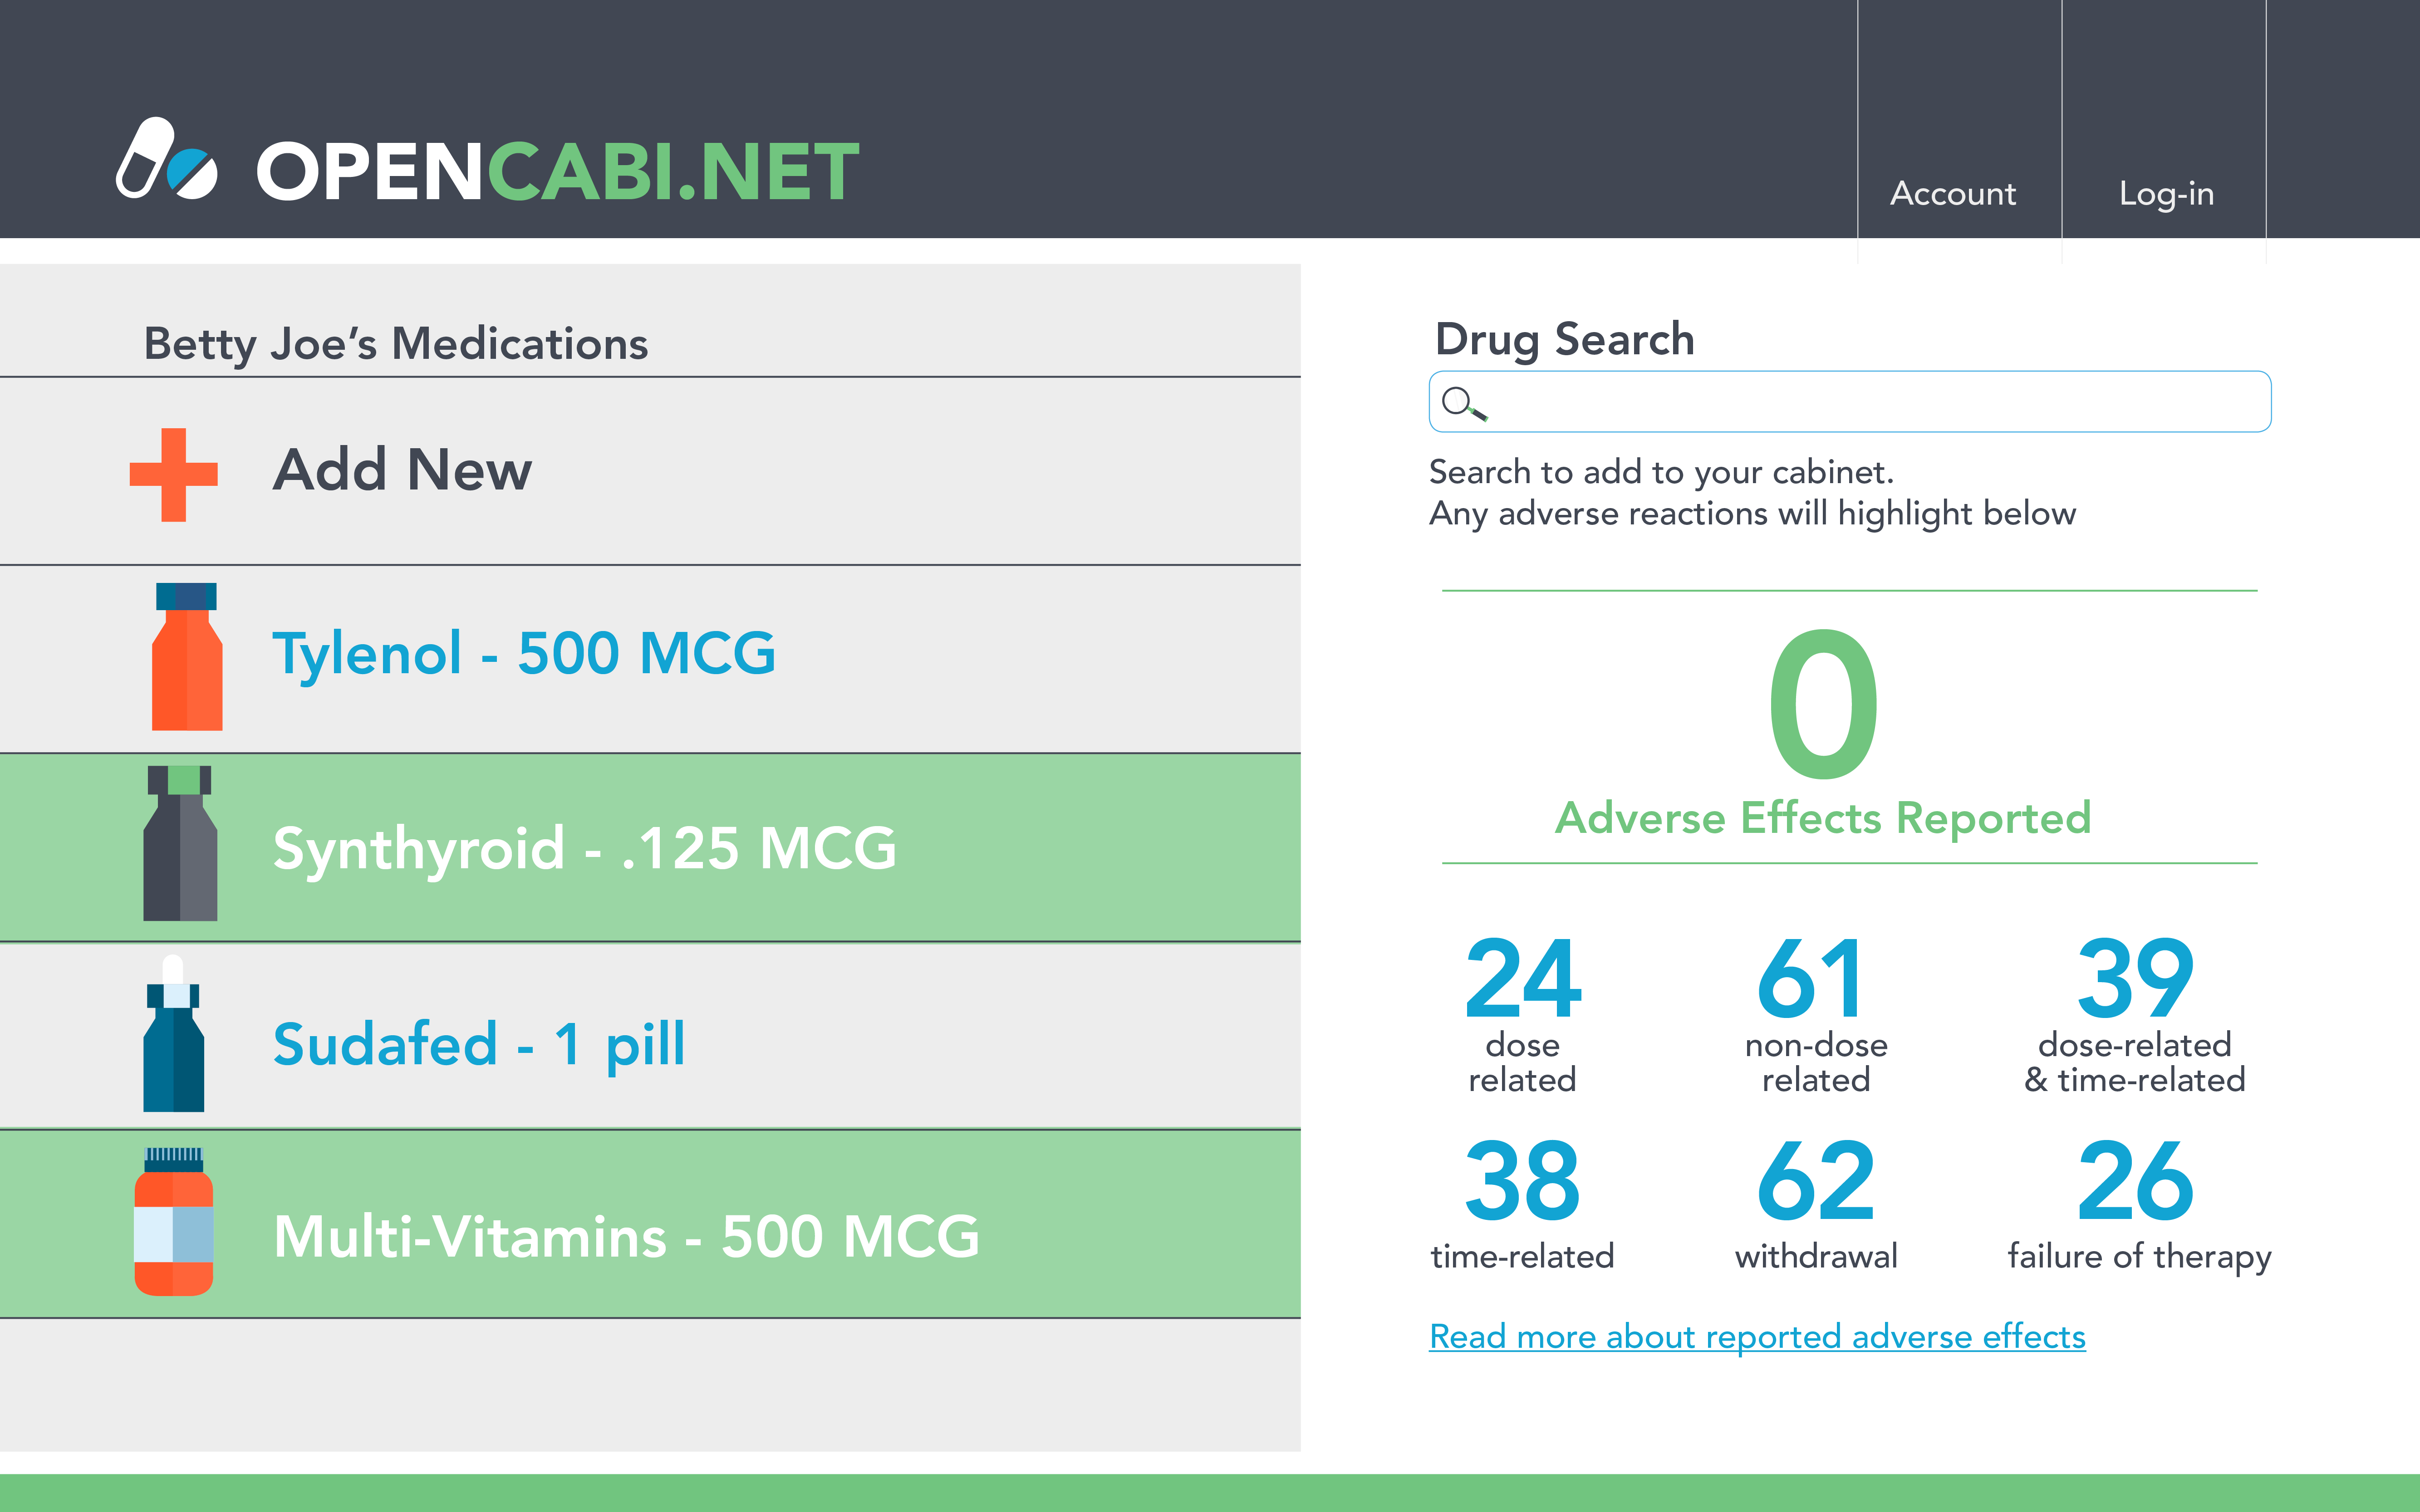 OPENCABI.NET
Account
Log-in
Betty Joe’s Medications
Add New
Tylenol - 500 MCG
Synthyroid - .125 MCG
Sudafed - 1 pill
Multi-Vitamins - 500 MCG
Drug Search
Search to add to your cabinet.
Any adverse reactions will highlight below
0
Adverse Effects Reported
24
dose
related
61
non-dose
related
39
dose-related
& time-related
38
time-related
62
withdrawal
26
failure of therapy
Read more about reported adverse effects